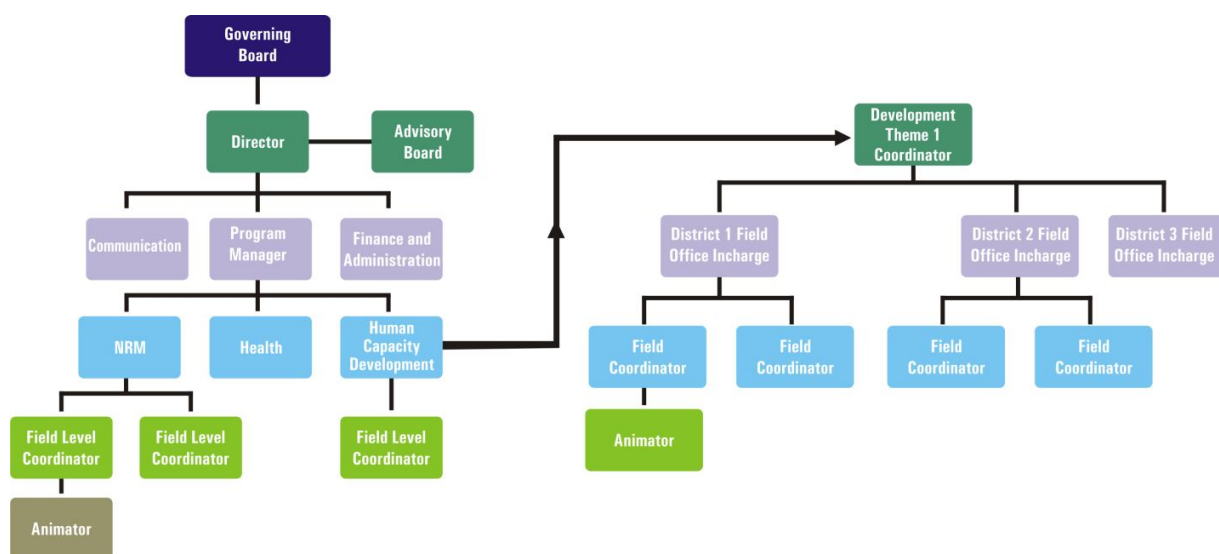 Governing
Board
Director
Advisory
Board
Communication
Program
Manager
Finance and
Administration
NRM
Health
Human
Capacity
Development
Field Level
Coordinator
Field Level
Coordinator
Field Level
Coordinator
Animator
Development
Theme 1
Coordinator
District 1 Field
Office Incharge
District 2 Field
Office Incharge
District 3 Field
Office Incharge
Field
Coordinator
Field
Coordinator
Field
Coordinator
Field
Coordinator
Animator